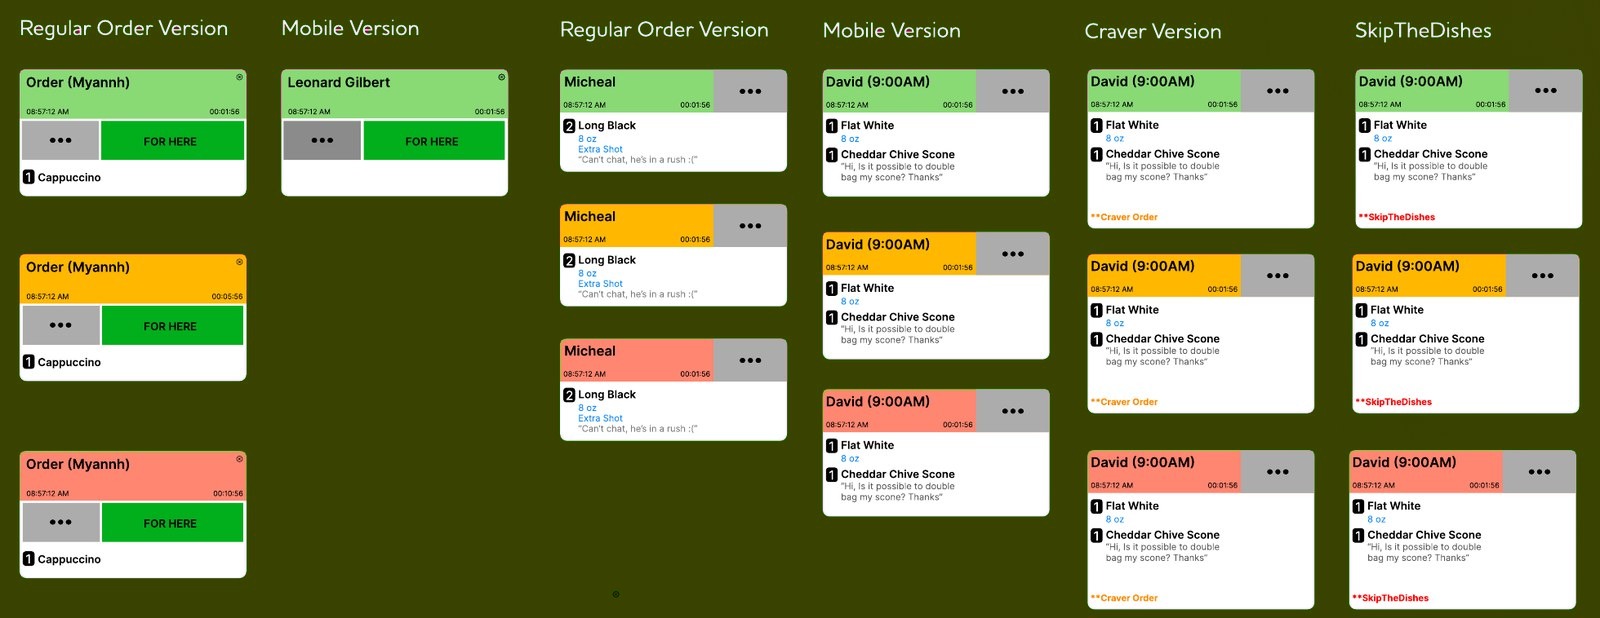 Regular Order Version
Order (Myannh)
08:57:12 AM 00:01:56
••• FOR HERE
1 Cappuccino
Order (Myannh)
08:57:12 AM 00:05:56
••• FOR HERE
1 Cappuccino
Order (Myannh)
08:57:12 AM 00:10:56
••• FOR HERE
1 Cappuccino
Mobile Version
Leonard Gilbert
08:57:12 AM 00:01:56
••• FOR HERE
Regular Order Version
Micheal •••
08:57:12 AM 00:01:56
2 Long Black
8 oz
Extra Shot
"Can't chat, he's in a rush :("
Micheal •••
08:57:12 AM 00:01:56
2 Long Black
8 oz
Extra Shot
"Can't chat, he's in a rush :("
Micheal •••
08:57:12 AM 00:01:56
2 Long Black
8 oz
Extra Shot
"Can't chat, he's in a rush :("
Mobile Version
David (9:00AM) •••
08:57:12 AM 00:01:56
1 Flat White
8 oz
1 Cheddar Chive Scone
"Hi, Is it possible to double
bag my scone? Thanks"
David (9:00AM) •••
08:57:12 AM 00:01:56
1 Flat White
8 oz
1 Cheddar Chive Scone
"Hi, Is it possible to double
bag my scone? Thanks"
David (9:00AM) •••
08:57:12 AM 00:01:56
1 Flat White
8 oz
1 Cheddar Chive Scone
"Hi, Is it possible to double
bag my scone? Thanks"
Craver Version
David (9:00AM) •••
08:57:12 AM 00:01:56
1 Flat White
8 oz
1 Cheddar Chive Scone
"Hi, Is it possible to double
bag my scone? Thanks"
**Craver Order
David (9:00AM) •••
08:57:12 AM 00:01:56
1 Flat White
8 oz
1 Cheddar Chive Scone
"Hi, Is it possible to double
bag my scone? Thanks"
**Craver Order
David (9:00AM) •••
08:57:12 AM 00:01:56
1 Flat White
8 oz
1 Cheddar Chive Scone
"Hi, Is it possible to double
bag my scone? Thanks"
**Craver Order
SkipTheDishes
David (9:00AM) •••
08:57:12 AM 00:01:56
1 Flat White
8 oz
1 Cheddar Chive Scone
"Hi, Is it possible to double
bag my scone? Thanks"
**SkipTheDishes
David (9:00AM) •••
08:57:12 AM 00:01:56
1 Flat White
8 oz
1 Cheddar Chive Scone
"Hi, Is it possible to double
bag my scone? Thanks"
**SkipTheDishes
David (9:00AM) •••
08:57:12 AM 00:01:56
1 Flat White
8 oz
1 Cheddar Chive Scone
"Hi, Is it possible to double
bag my scone? Thanks"
**SkipTheDishes